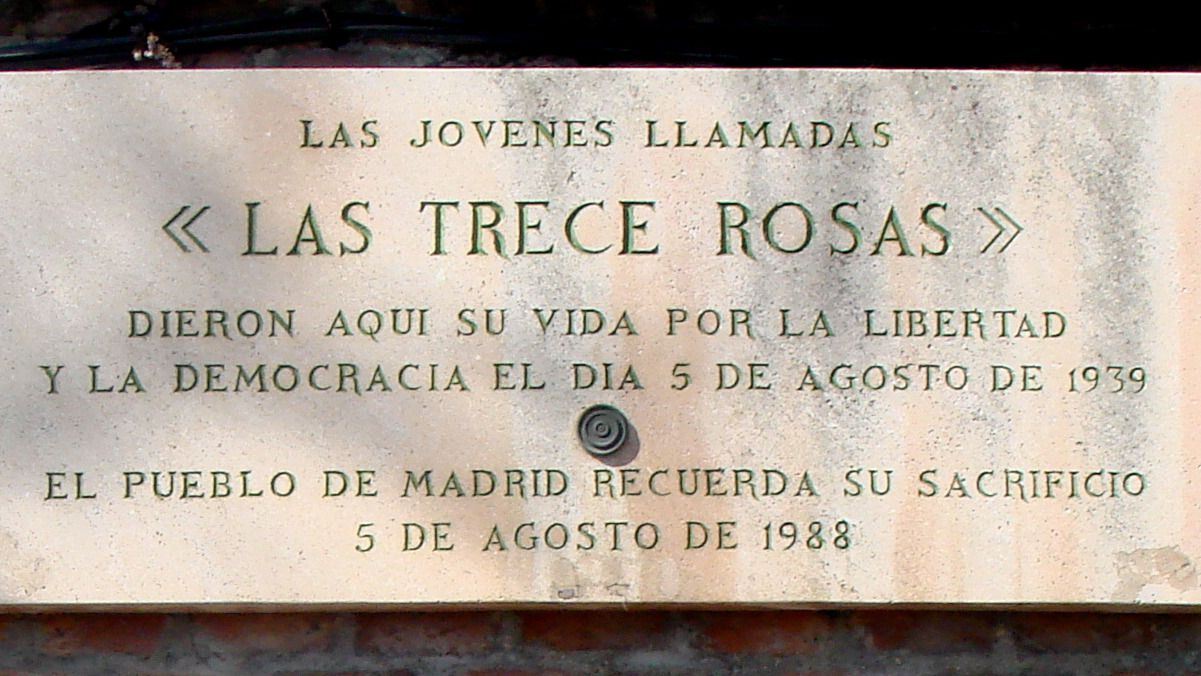 LAS JOVENES LLAMADAS
«LAS TRECE ROSAS»
DIERON AQUI SU VIDA POR LA LIBERTAD
Y LA DEMOCRACIA EL DIA 5 DE AGOSTO DE 1939
EL PUEBLO DE MADRID RECUERDA SU SACRIFICIO
5 DE AGOSTO DE 1988